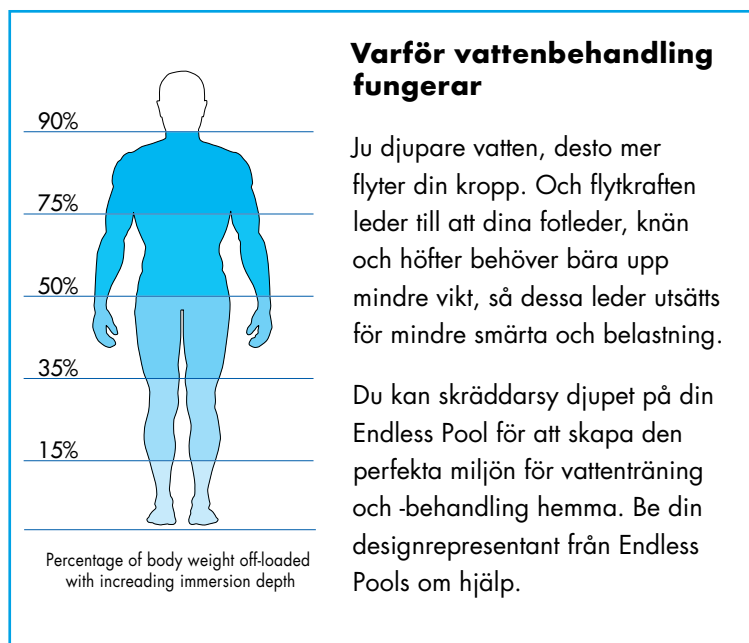 90%
75%
50%
35%
15%
Percentage of body weight off-loaded
with increading immersion depth
Varför vattenbehandling
fungerar
Ju djupare vatten, desto mer
flyter din kropp. Och flytkraften
leder till att dina fotleder, knän
och höfter behöver bära upp
mindre vikt, så dessa leder utsätts
för mindre smärta och belastning.
Du kan skräddarsy djupet på din
Endless Pool för att skapa den
perfekta miljön för vattenträning
och -behandling hemma. Be din
designrepresentant från Endless
Pools om hjälp.